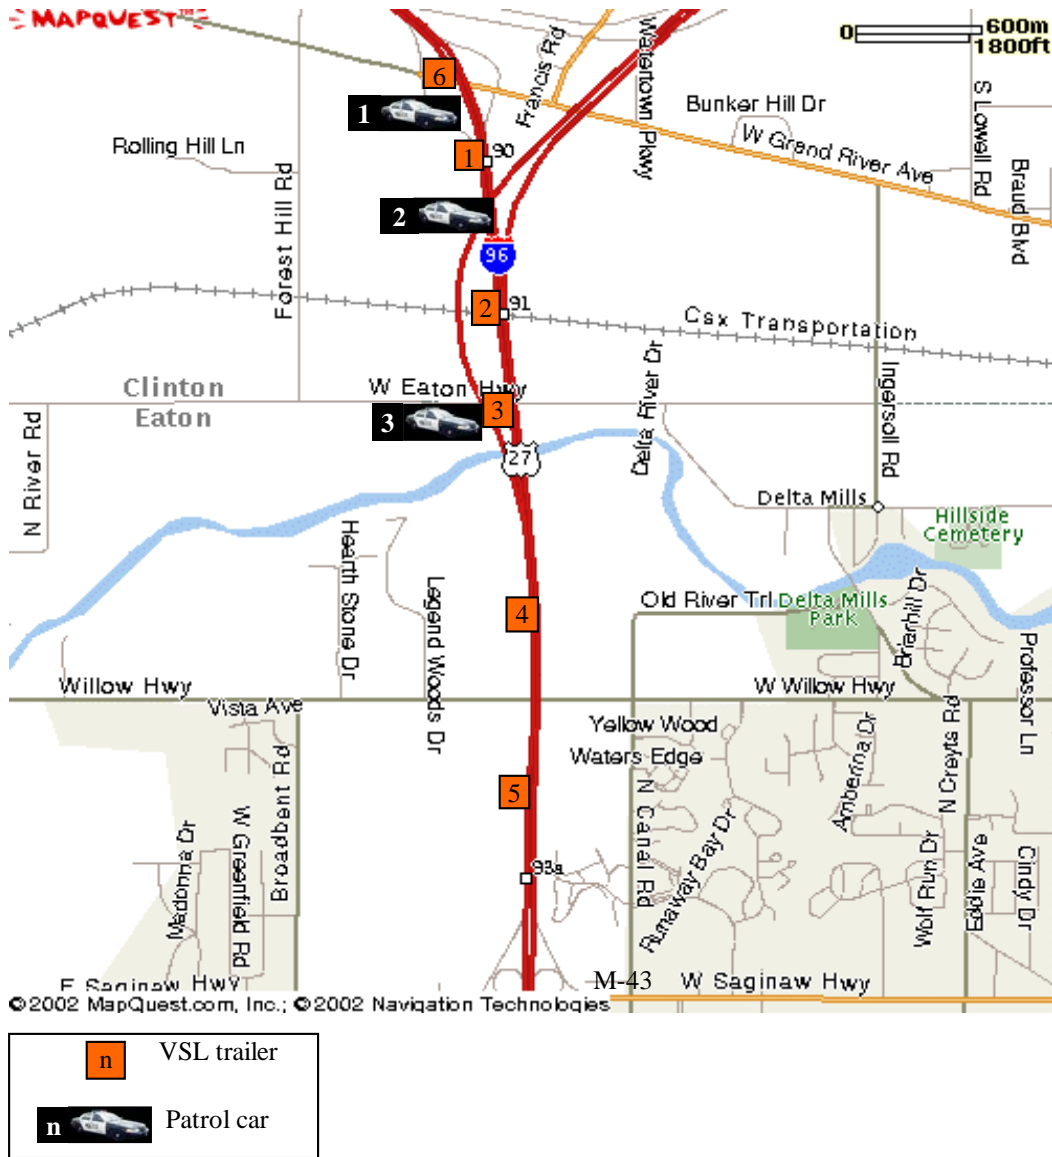 MAPQUEST™
0 600m
1800ft
6
Francis Rd
Watertown Pkwy
Bunker Hill Dr
S Lowell Rd
1
W Grand River Ave
Rolling Hill Ln
1
90
Forest Hill Rd
Braud Blvd
2
96
2
91
Csx Transportation
Clinton
Eaton
W Eaton Hwy
Delta River Dr
Ingersoll Rd
3
3
N River Rd
27
Delta Mills
Hillside
Cemetery
Hearth Stone Dr
Legend Woods Dr
4
Old River Trl
Delta Mills
Park
Briarhill Dr
Professor Ln
Willow Hwy
W Willow Hwy
Vista Ave
Yellow Wood
Waters Edge
Broadbent Rd
5
N Canal Rd
Amberina Dr
N Creyts Rd
Madonna Dr
W Greenfield Rd
Runaway Bay Dr
Wolf Run Dr
Eddie Ave
Cindy Dr
93a
E Saginaw Hwy
M-43
W Saginaw Hwy
©2002 MapQuest.com, Inc.; ©2002 Navigation Technologies
n VSL trailer
n Patrol car